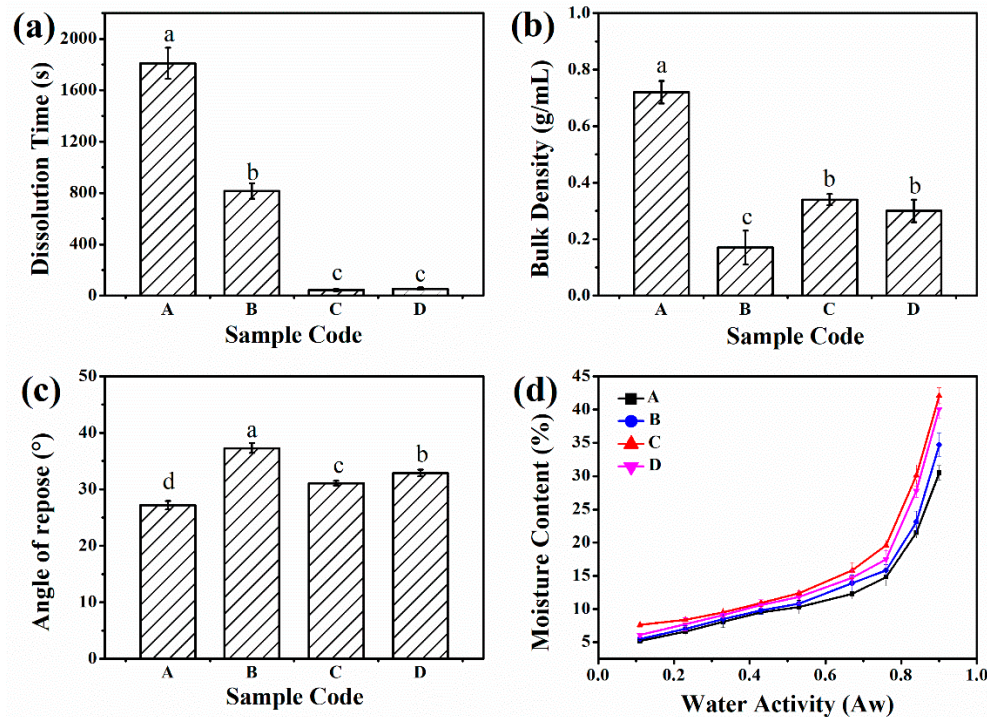 (a)
Dissolution Time (s)
2000
1600
1200
800
400
0
a
b
c
c
A B C D
Sample Code
(b)
Bulk Density (g/mL)
1.0
0.8
0.6
0.4
0.2
0.0
a
c
b
b
A B C D
Sample Code
(c)
Angle of repose (°)
50
40
30
20
10
0
d
a
c
b
A B C D
Sample Code
(d)
Moisture Content (%)
45
40
35
30
25
20
15
10
5
A
B
C
D
0.0 0.2 0.4 0.6 0.8 1.0
Water Activity (Aw)